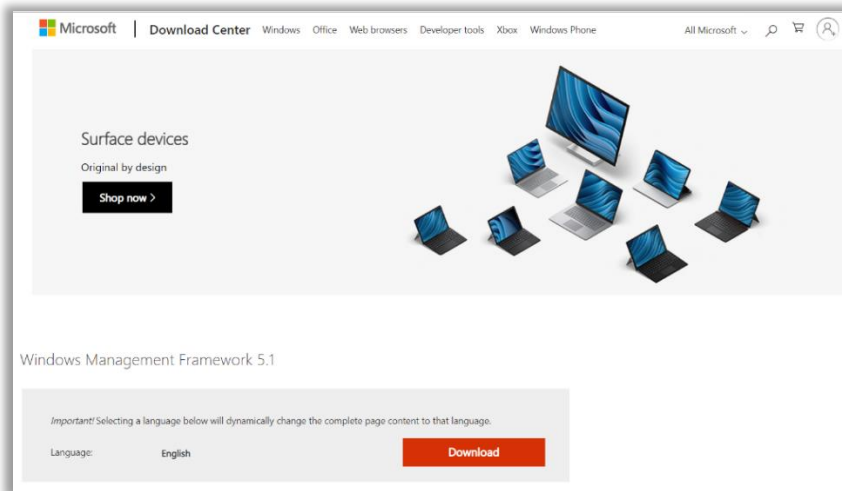 Microsoft | Download Center Windows Office Web browsers Developer tools Xbox Windows Phone All Microsoft
Surface devices
Original by design
Shop now >
Windows Management Framework 5.1
Important! Selecting a language below will dynamically change the complete page content to that language.
Language: English Download